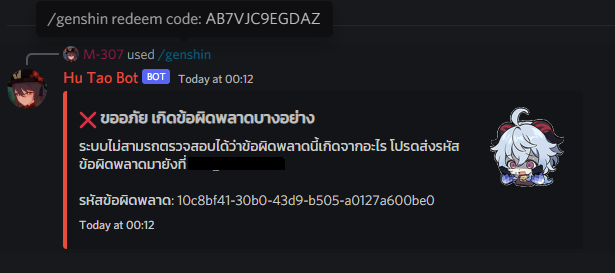 /genshin redeem code: AB7VJC9EGDAZ
M-307 used /genshin
Hu Tao Bot BOT Today at 00:12
ขออภัย เกิดข้อผิดพลาดบางอย่าง
ระบบไม่สามรถตรวจสอบได้ว่าข้อผิดพลาดนี้เกิดจากอะไร โปรดส่งรหัส
ข้อผิดพลาดมายังที่
รหัสข้อผิดพลาด: 10c8bf41-30b0-43d9-b505-a0127a600be0
Today at 00:12